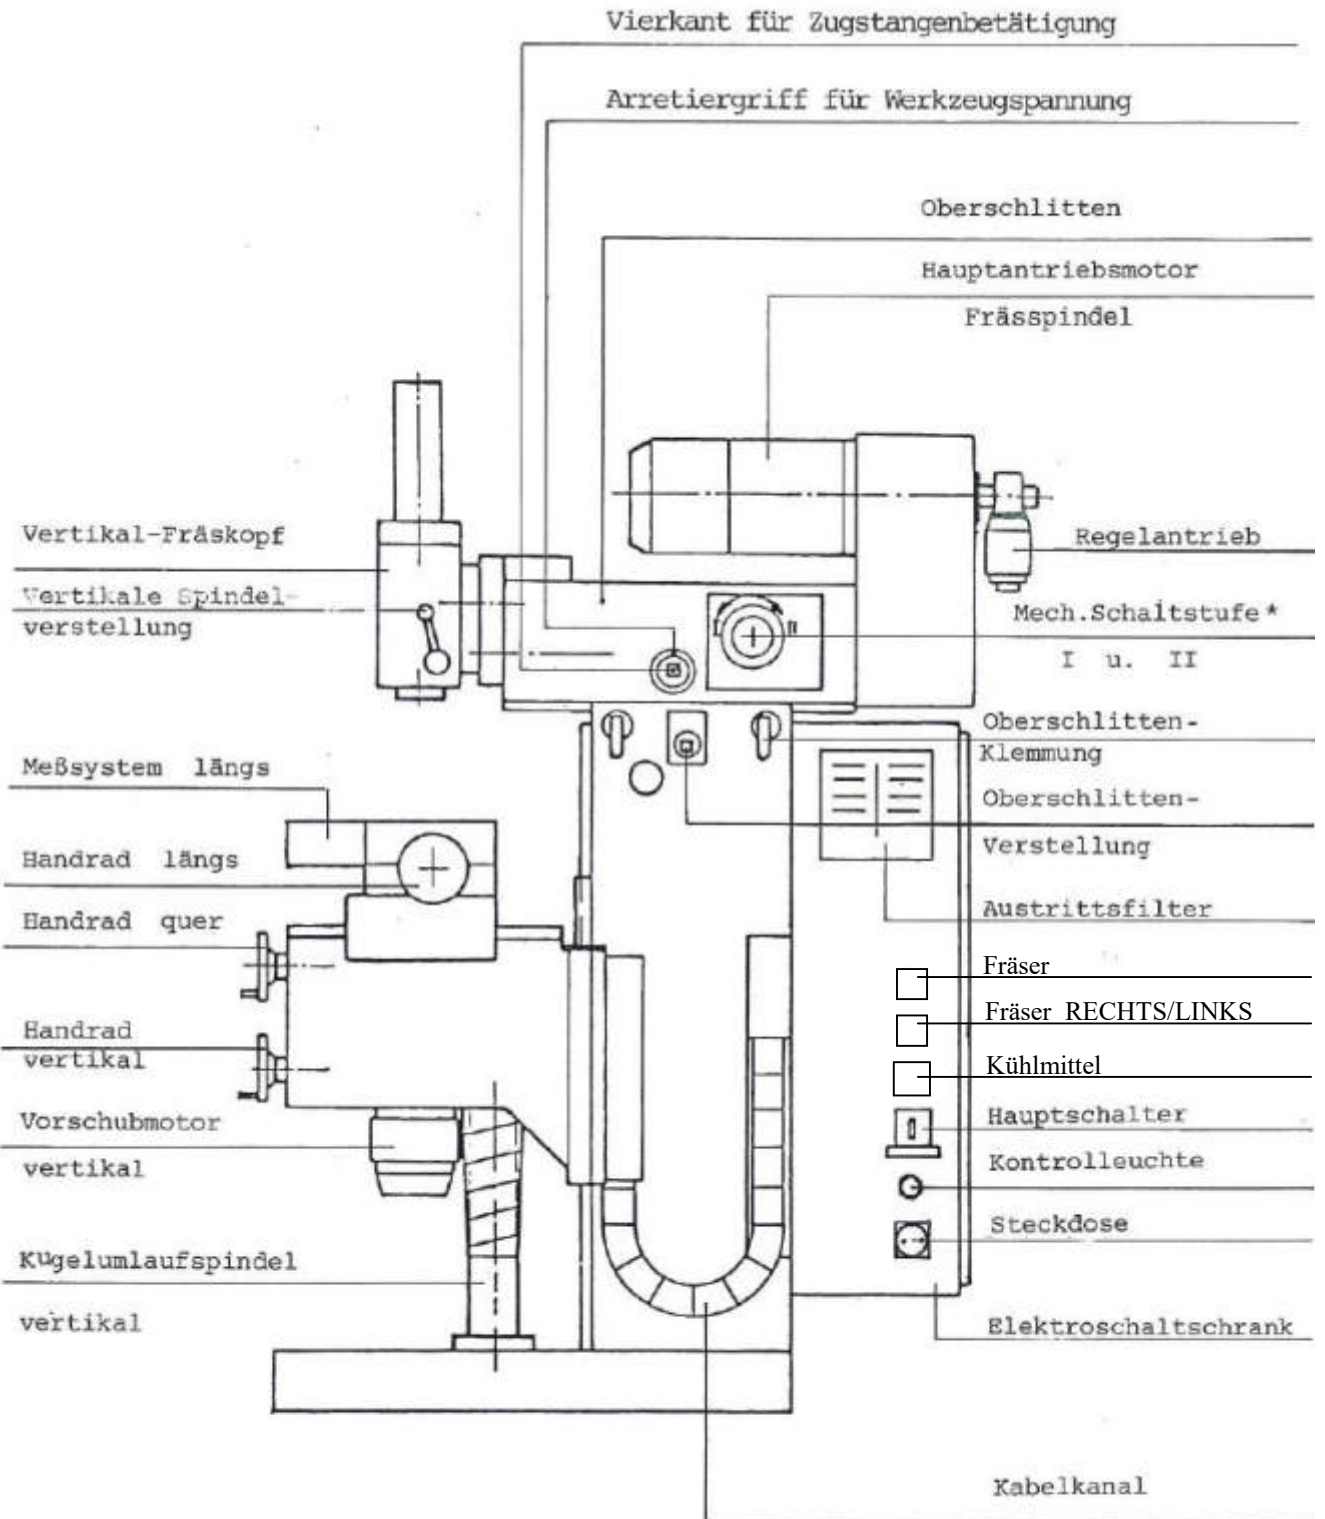 Vierkant für Zugstangenbetätigung
Arretiergriff für Werkzeugspannung
Oberschlitten
Hauptantriebsmotor
Frässpindel
Vertikal-Fräskopf
Vertikale Spindel-
verstellung
Meßsystem längs
Handrad längs
Handrad quer
Handrad
vertikal
Vorschubmotor
vertikal
Kugelumlaufspindel
vertikal
Regelantrieb
Mech.Schaltstufe *
I u. II
I II
Oberschlitten-
Klemmung
Oberschlitten-
Verstellung
Austrittsfilter
Fräser
Fräser RECHTS/LINKS
Kühlmittel
Hauptschalter
Kontrolleuchte
Steckdose
Elektroschaltschrank
Kabelkanal